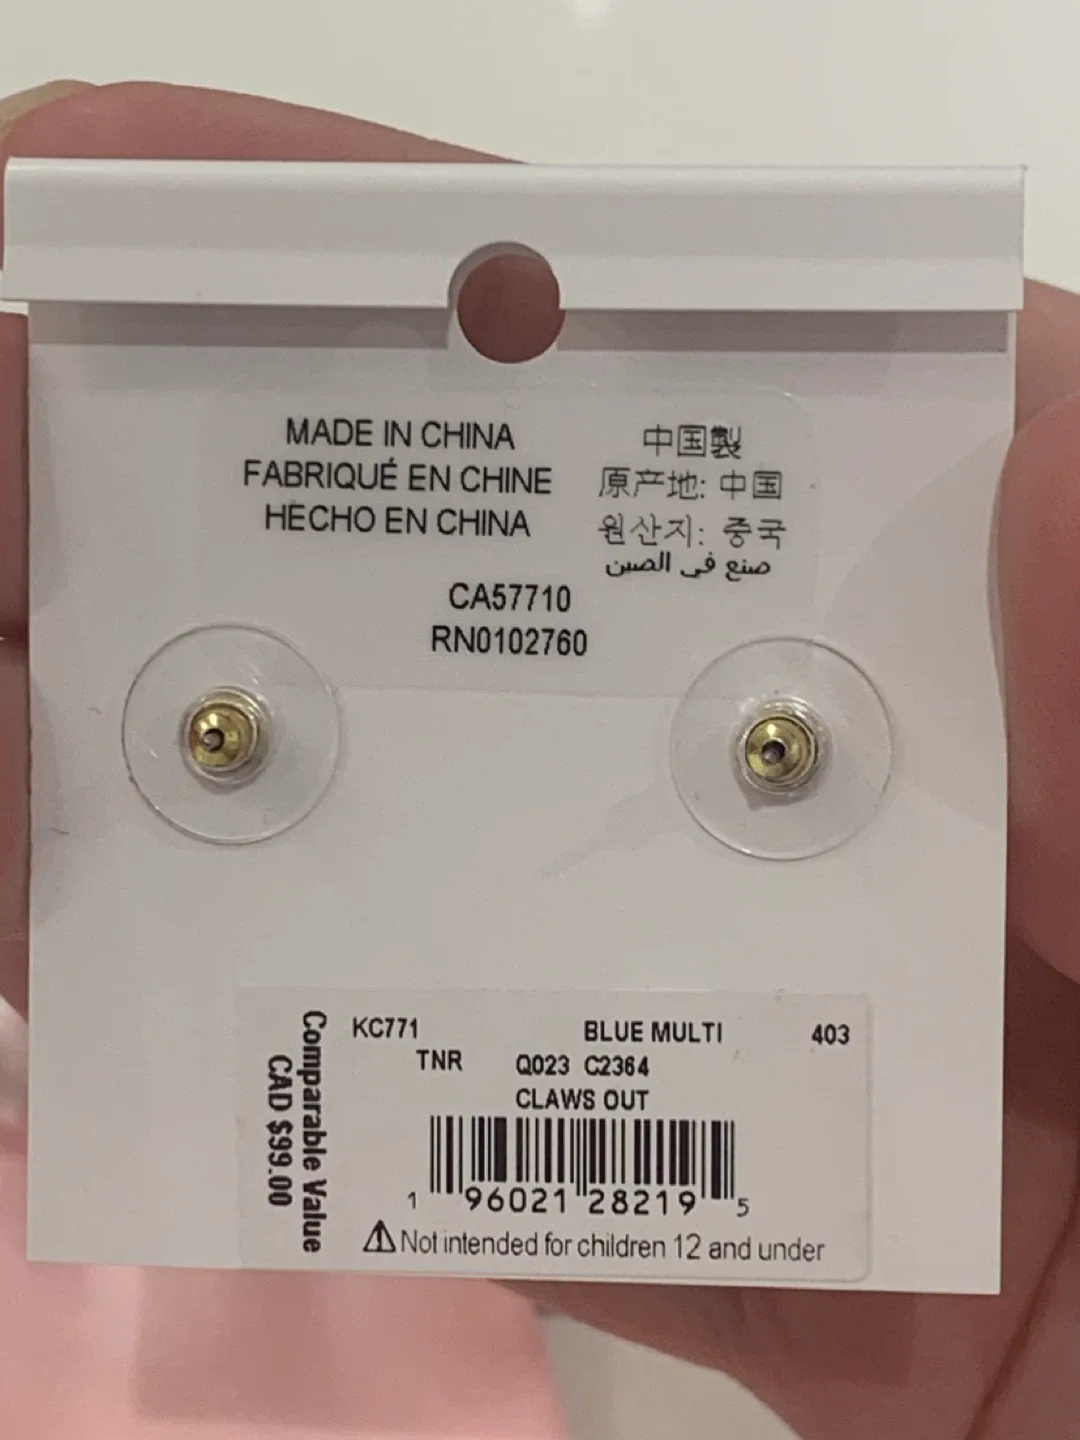 MADE IN CHINA
FABRIQUÉ EN CHINE
HECHO EN CHINA
中国製
原产地: 中国
원산지: 중국
صنع في الصين
CA57710
RN0102760
Comparable Value
CAD $99.00
KC771 BLUE MULTI 403
TNR Q023 C2364
CLAWS OUT
1 96021 28219 5
⚠ Not intended for children 12 and under